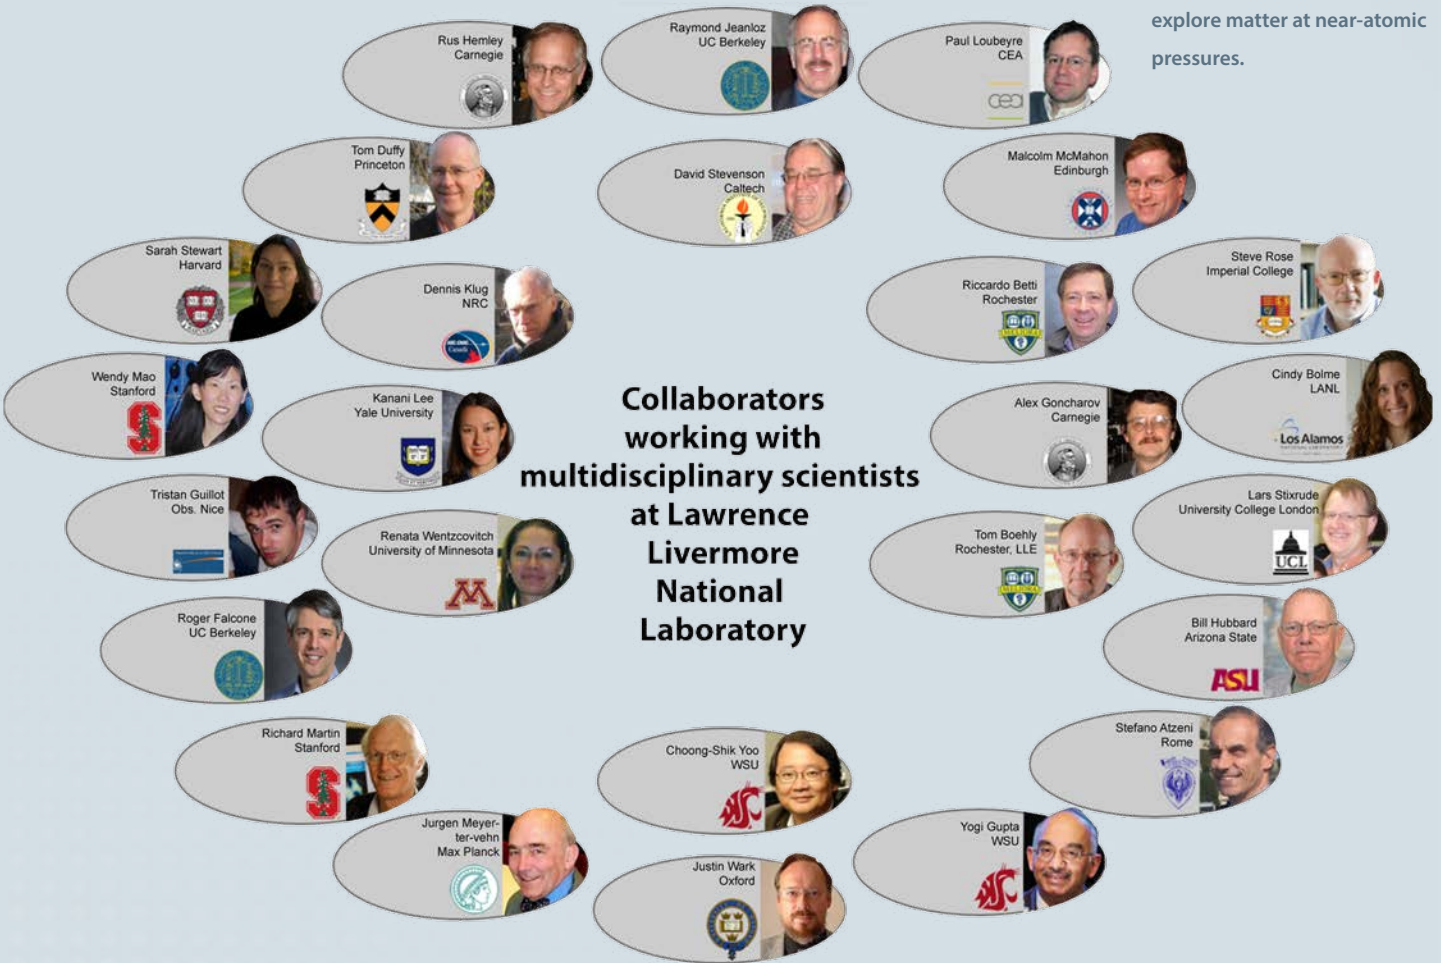 explore matter at near-atomic
pressures.
Rus Hemley
Carnegie
Raymond Jeanloz
UC Berkeley
Paul Loubeyre
CEA
cea
Tom Duffy
Princeton
David Stevenson
Caltech
Malcolm McMahon
Edinburgh
Sarah Stewart
Harvard
Dennis Klug
NRC
Riccardo Betti
Rochester
MELIORA
Steve Rose
Imperial College
Wendy Mao
Stanford
Kanani Lee
Yale University
Alex Goncharov
Carnegie
Cindy Bolme
LANL
Los Alamos
Collaborators
working with
multidisciplinary scientists
at Lawrence
Livermore
National
Laboratory
Tristan Guillot
Obs. Nice
Renata Wentzcovitch
University of Minnesota
M
Tom Boehly
Rochester, LLE
MELIORA
Lars Stixrude
University College London
UCL
Roger Falcone
UC Berkeley
Bill Hubbard
Arizona State
ASU
Richard Martin
Stanford
Choong-Shik Yoo
WSU
Stefano Atzeni
Rome
Jurgen Meyer-
ter-vehn
Max Planck
Justin Wark
Oxford
Yogi Gupta
WSU